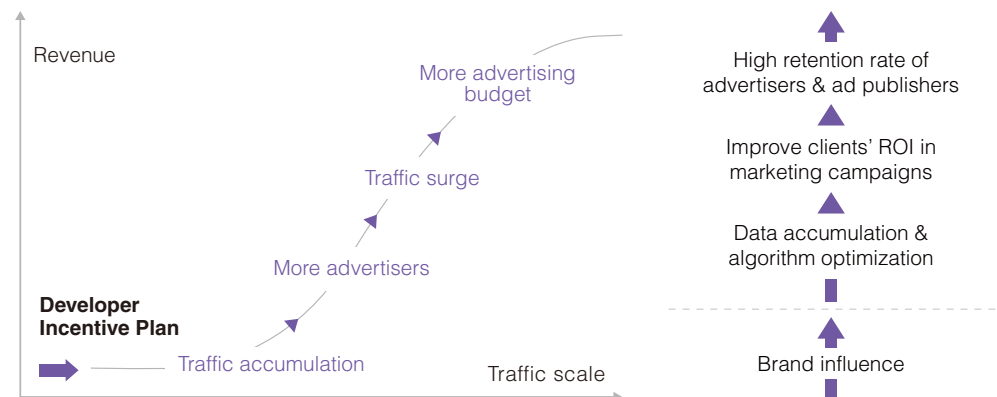 Revenue
More advertising
budget
Traffic surge
More advertisers
Developer
Incentive Plan
Traffic accumulation
Traffic scale
High retention rate of
advertisers & ad publishers
Improve clients’ ROI in
marketing campaigns
Data accumulation &
algorithm optimization
Brand influence